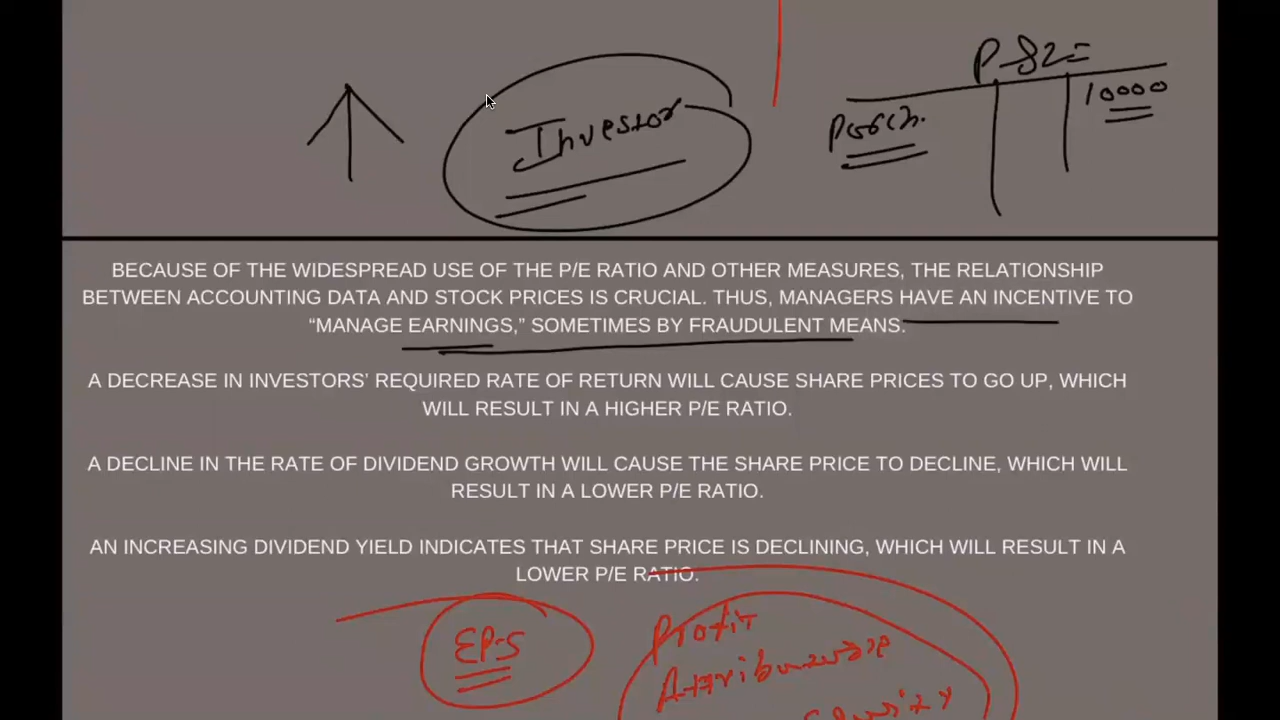 P & L
10000
Investor
Purch.
BECAUSE OF THE WIDESPREAD USE OF THE P/E RATIO AND OTHER MEASURES, THE RELATIONSHIP
BETWEEN ACCOUNTING DATA AND STOCK PRICES IS CRUCIAL. THUS, MANAGERS HAVE AN INCENTIVE TO
“MANAGE EARNINGS,” SOMETIMES BY FRAUDULENT MEANS.
A DECREASE IN INVESTORS’ REQUIRED RATE OF RETURN WILL CAUSE SHARE PRICES TO GO UP, WHICH
WILL RESULT IN A HIGHER P/E RATIO.
A DECLINE IN THE RATE OF DIVIDEND GROWTH WILL CAUSE THE SHARE PRICE TO DECLINE, WHICH WILL
RESULT IN A LOWER P/E RATIO.
AN INCREASING DIVIDEND YIELD INDICATES THAT SHARE PRICE IS DECLINING, WHICH WILL RESULT IN A
LOWER P/E RATIO.
EPS
Profit